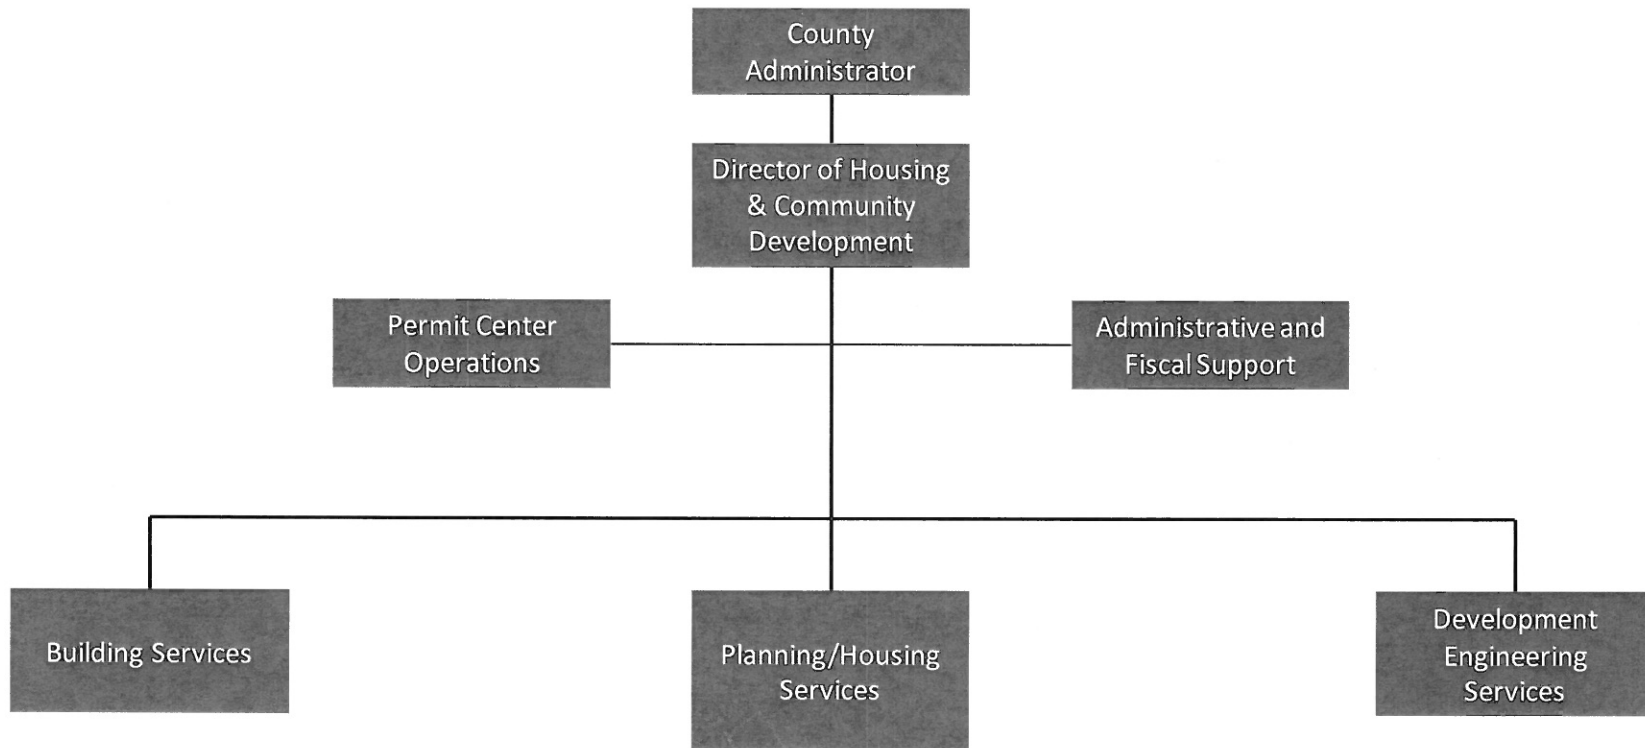 County
Administrator
Director of Housing
& Community
Development
Permit Center
Operations
Administrative and
Fiscal Support
Building Services
Planning/Housing
Services
Development
Engineering
Services